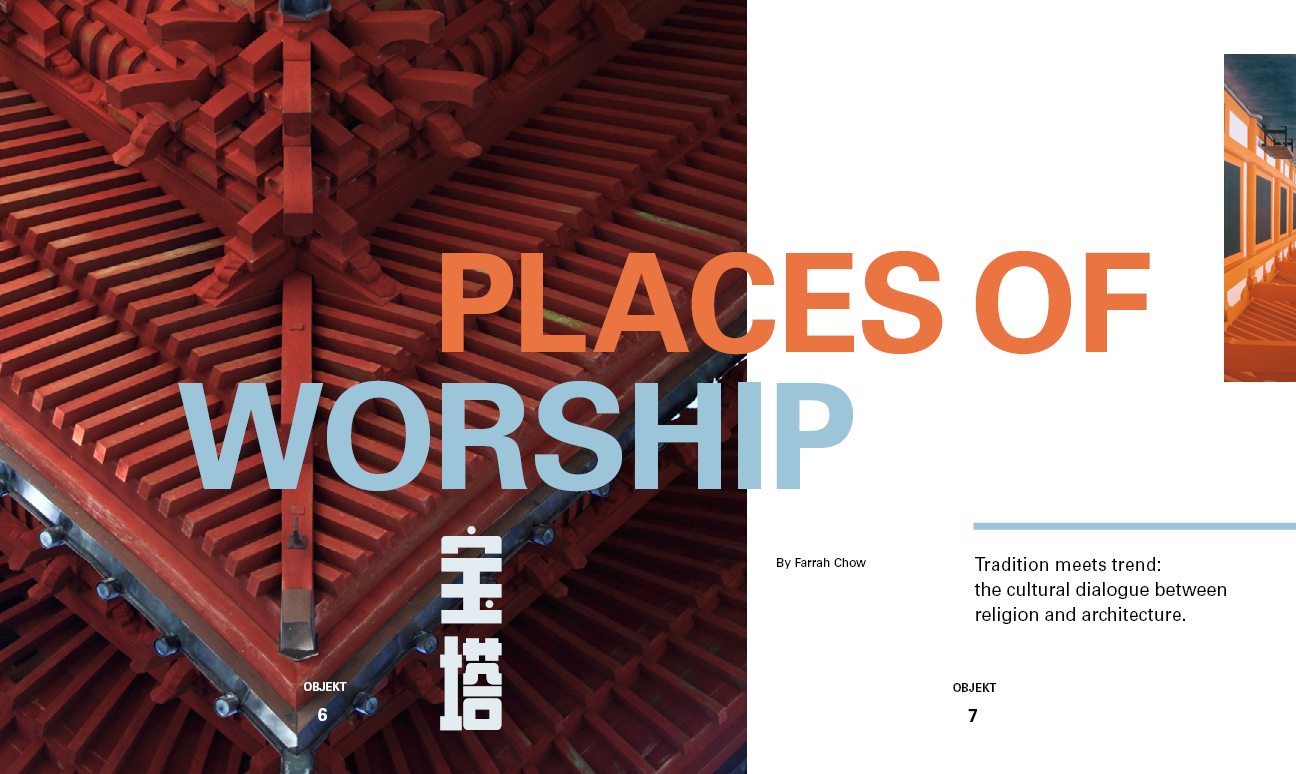 PLACES OF
WORSHIP
宝塔
By Farrah Chow
Tradition meets trend:
the cultural dialogue between
religion and architecture.
OBJEKT
6
OBJEKT
7